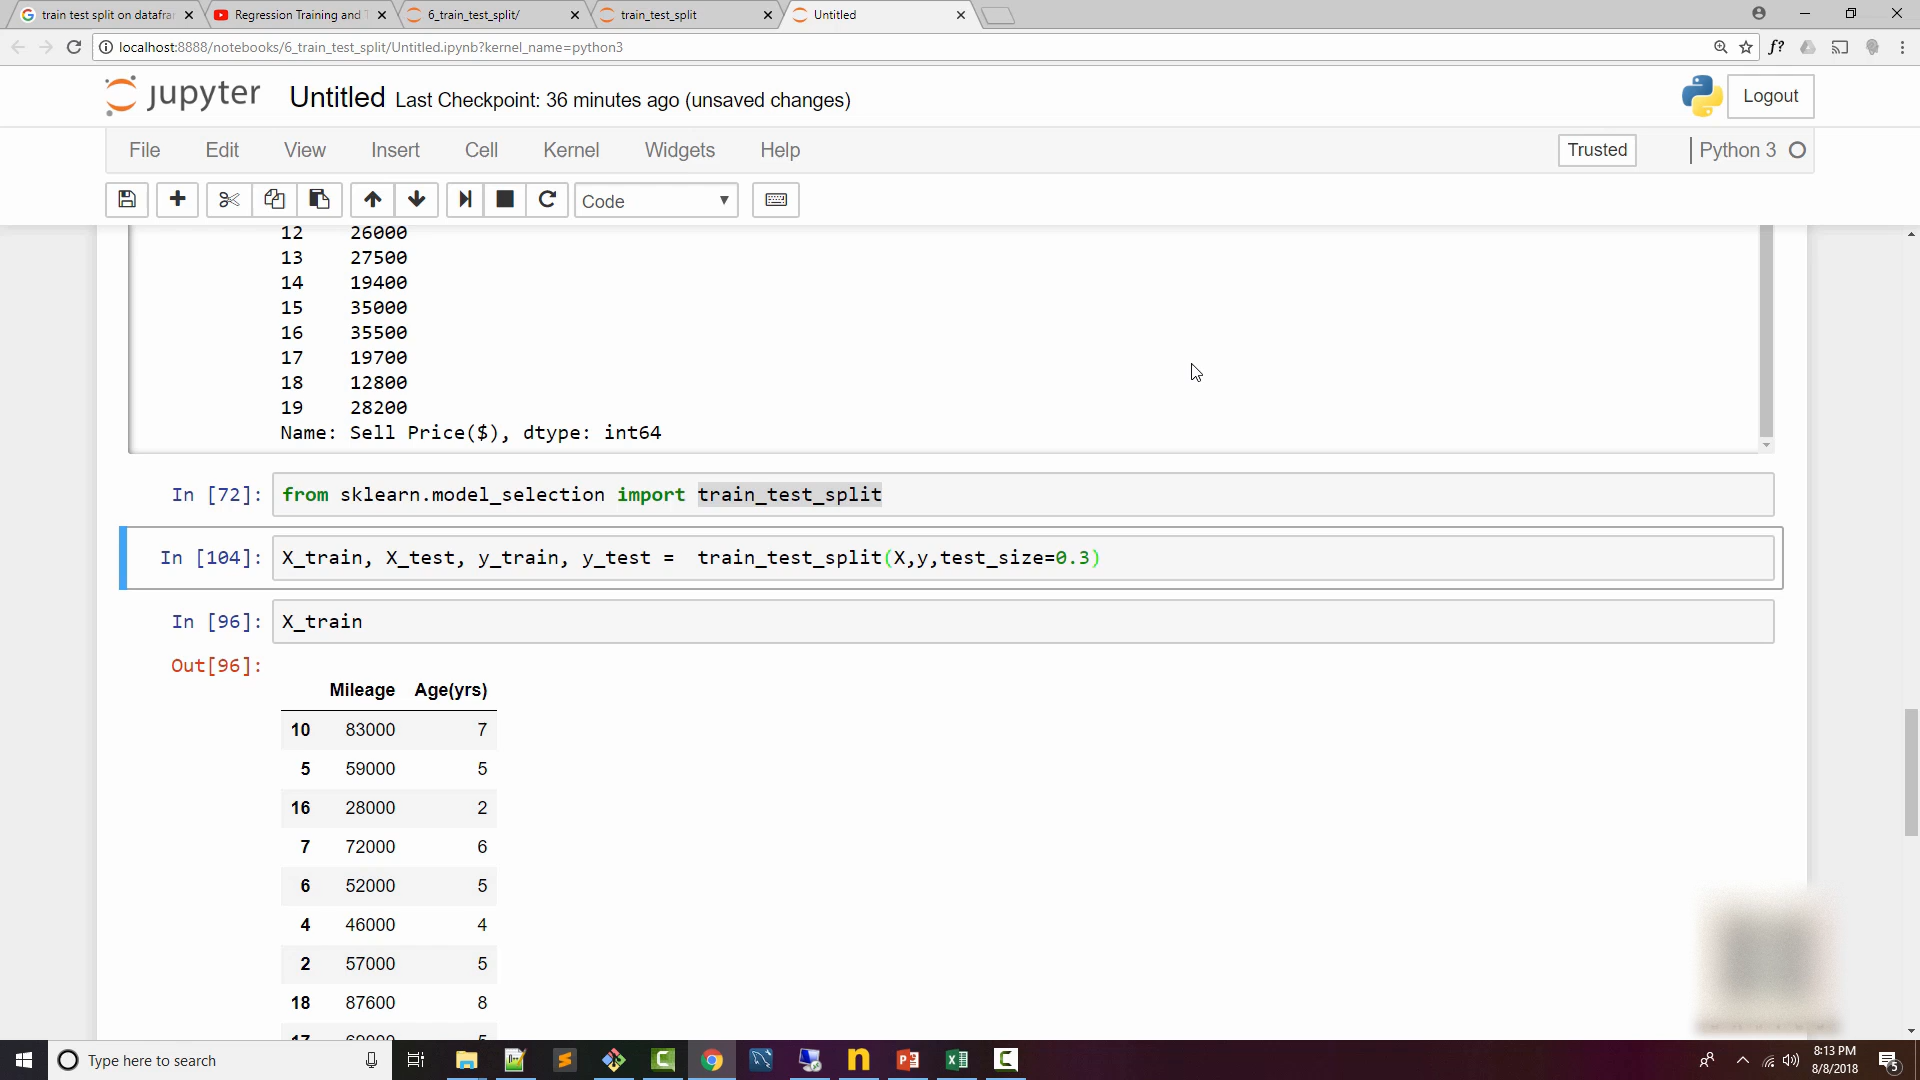 train test split on datafrar
Regression Training and T
6_train_test_split/
train_test_split
Untitled
localhost:8888/notebooks/6_train_test_split/Untitled.ipynb?kernel_name=python3
f?
jupyter Untitled Last Checkpoint: 36 minutes ago (unsaved changes)
Logout
File Edit View Insert Cell Kernel Widgets Help
Trusted
Python 3
Code
12 26000
13 27500
14 19400
15 35000
16 35500
17 19700
18 12800
19 28200
Name: Sell Price($), dtype: int64
In [72]: from sklearn.model_selection import train_test_split
In [104]: X_train, X_test, y_train, y_test =  train_test_split(X,y,test_size=0.3)
In [96]: X_train
Out[96]:
Mileage Age(yrs)
10 83000 7
5 59000 5
16 28000 2
7 72000 6
6 52000 5
4 46000 4
2 57000 5
18 87600 8
Type here to search
8:13 PM
8/8/2018
5